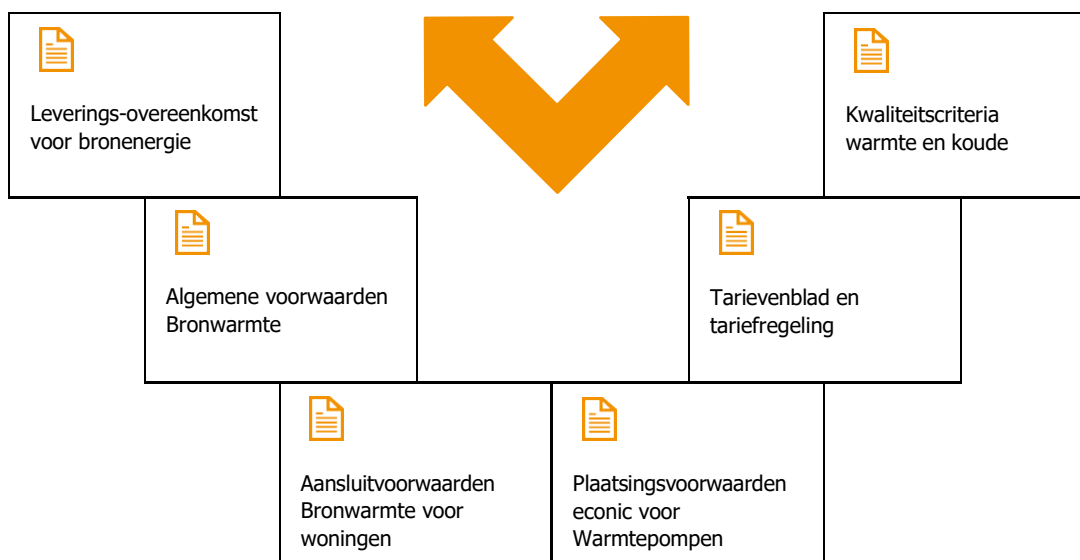 Leverings-overeenkomst
voor bronenergie
Kwaliteitscriteria
warmte en koude
Algemene voorwaarden
Bronwarmte
Tarievenblad en
tariefregeling
Aansluitvoorwaarden
Bronwarmte voor
woningen
Plaatsingsvoorwaarden
econic voor
Warmtepompen